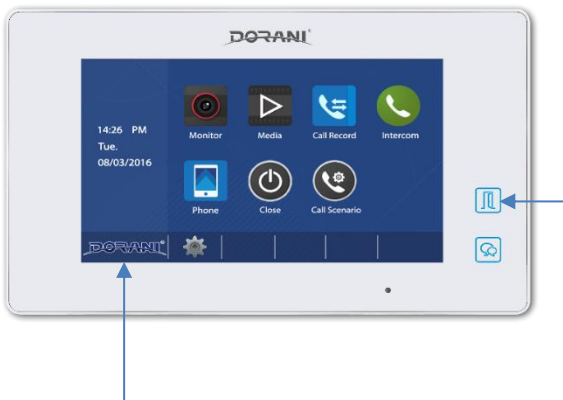 DORANI
14:26 PM
Tue.
08/03/2016
Monitor
Media
Call Record
Intercom
Phone
Close
Call Scenario
DORANI